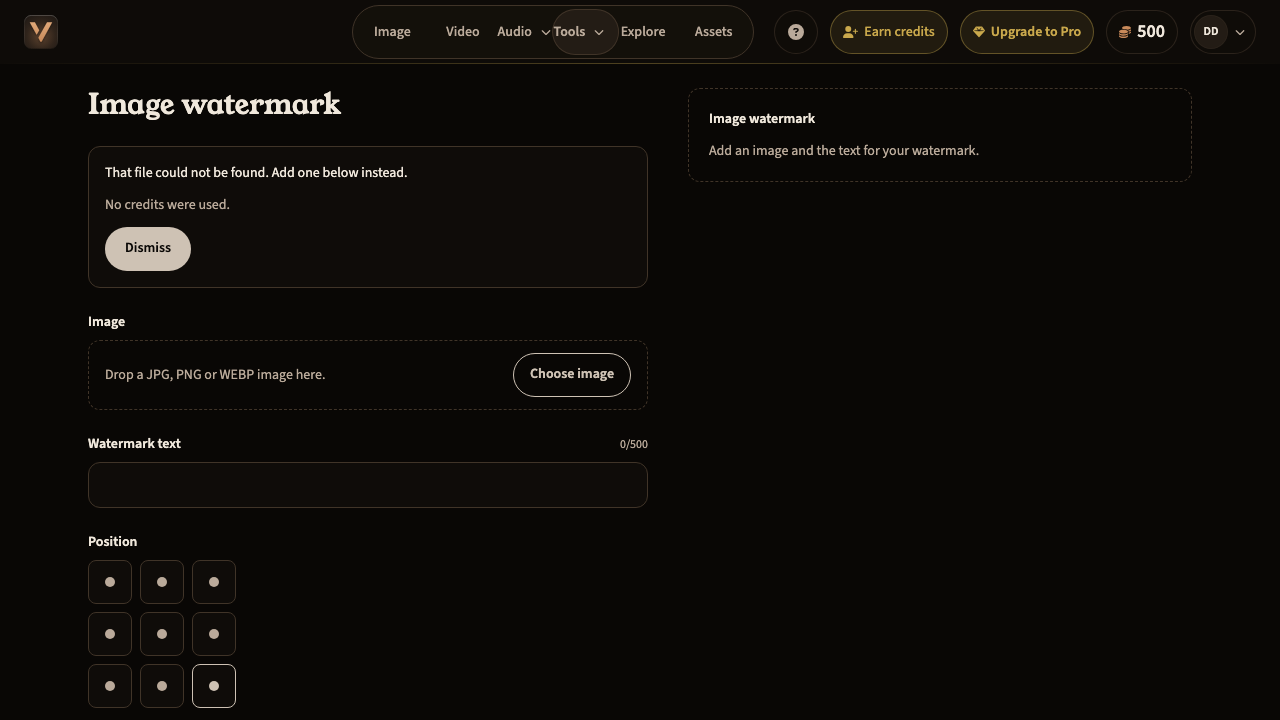 Image
Video
Audio
Tools
Explore
Assets
?
Earn credits
Upgrade to Pro
500
DD
Image watermark
That file could not be found. Add one below instead.
No credits were used.
Dismiss
Image
Drop a JPG, PNG or WEBP image here.
Choose image
Watermark text
0/500
Position
Image watermark
Add an image and the text for your watermark.